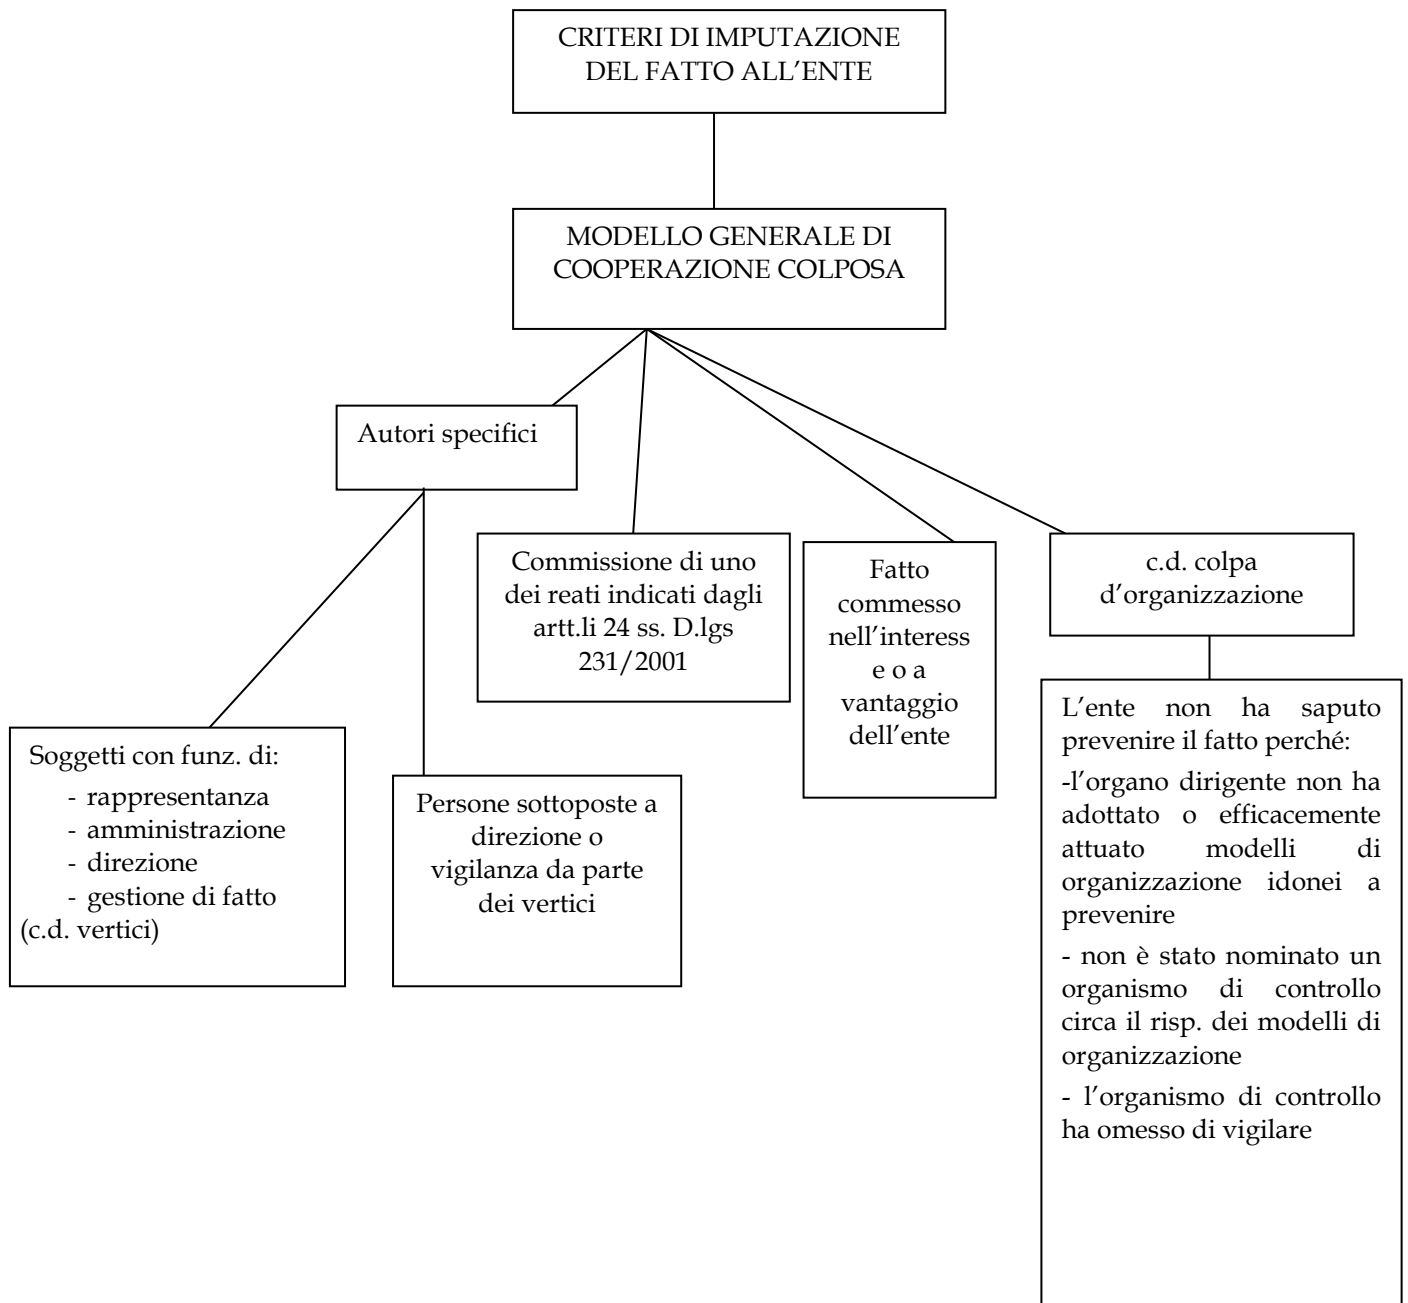 CRITERI DI IMPUTAZIONE
DEL FATTO ALL’ENTE
MODELLO GENERALE DI
COOPERAZIONE COLPOSA
Autori specifici
Commissione di uno
dei reati indicati dagli
artt.li 24 ss. D.lgs
231/2001
Fatto
commesso
nell’interess
e o a
vantaggio
dell’ente
c.d. colpa
d’organizzazione
Soggetti con funz. di:
- rappresentanza
- amministrazione
- direzione
- gestione di fatto
(c.d. vertici)
Persone sottoposte a
direzione o
vigilanza da parte
dei vertici
L’ente non ha saputo
prevenire il fatto perché:
-l’organo dirigente non ha
adottato o efficacemente
attuato modelli di
organizzazione idonei a
prevenire
- non è stato nominato un
organismo di controllo
circa il risp. dei modelli di
organizzazione
- l’organismo di controllo
ha omesso di vigilare